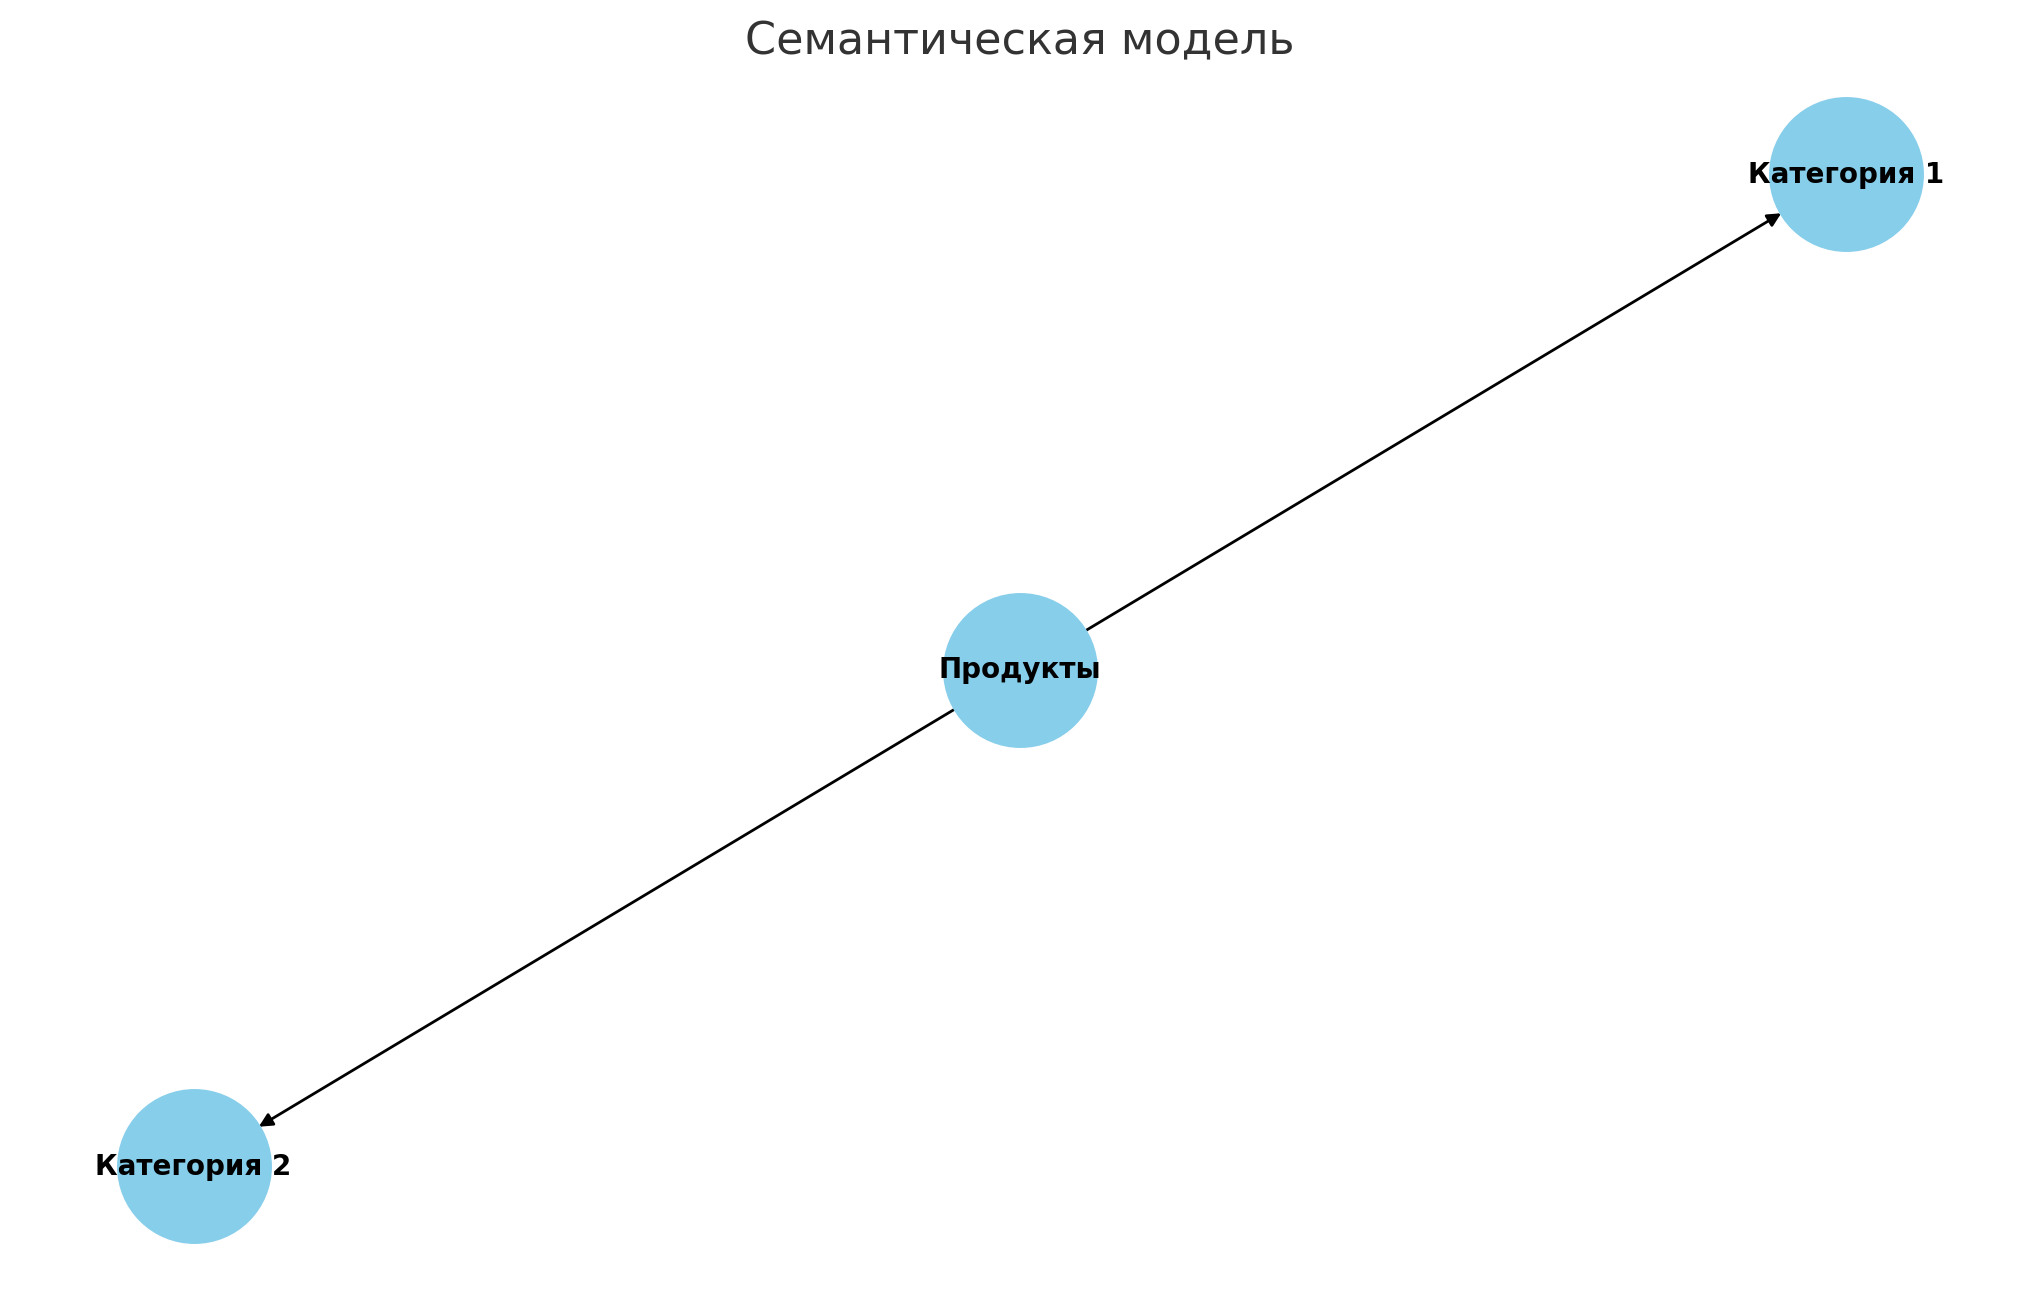 Семантическая модель
Категория 1
Продукты
Категория 2